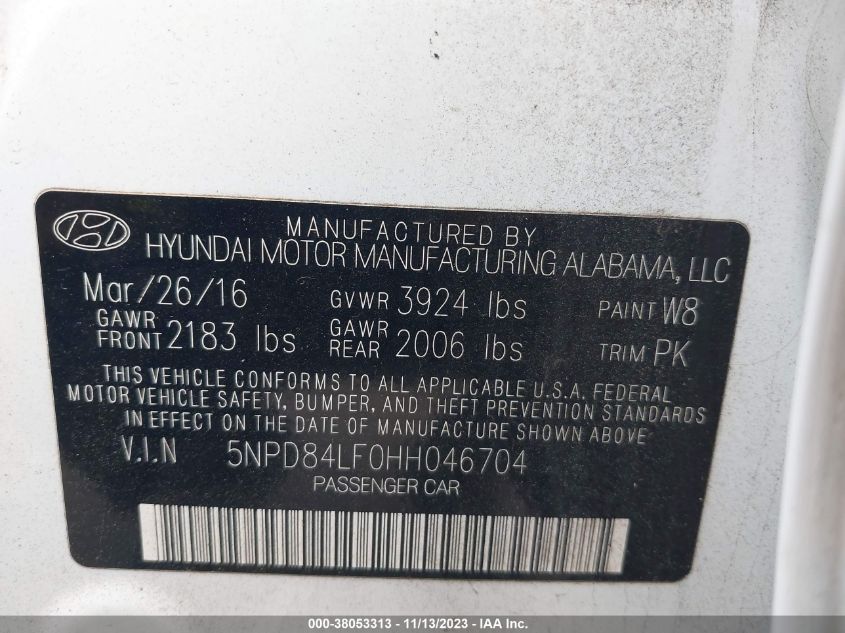 MANUFACTURED BY
HYUNDAI MOTOR MANUFACTURING ALABAMA, LLC
Mar/26/16 GVWR 3924 lbs PAINT W8
GAWR FRONT 2183 lbs GAWR REAR 2006 lbs TRIM PK
THIS VEHICLE CONFORMS TO ALL APPLICABLE U.S.A. FEDERAL
MOTOR VEHICLE SAFETY, BUMPER, AND THEFT PREVENTION STANDARDS
IN EFFECT ON THE DATE OF MANUFACTURE SHOWN ABOVE
V.I.N 5NPD84LF0HH046704
PASSENGER CAR
000-38053313 - 11/13/2023 - 1000569585